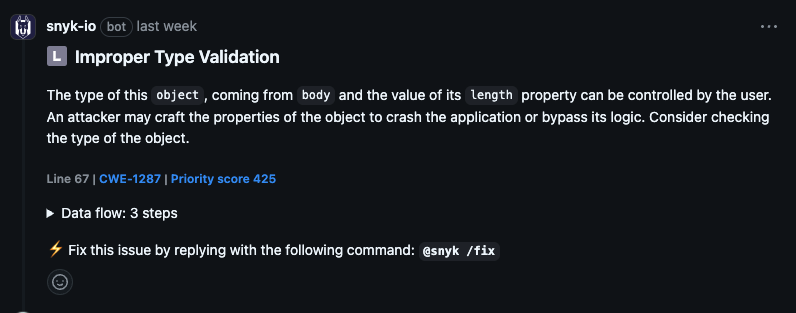 snyk-io bot last week
L Improper Type Validation
The type of this object, coming from body and the value of its length property can be controlled by the user.
An attacker may craft the properties of the object to crash the application or bypass its logic. Consider checking
the type of the object.
Line 67 | CWE-1287 | Priority score 425
Data flow: 3 steps
⚡ Fix this issue by replying with the following command: @snyk /fix